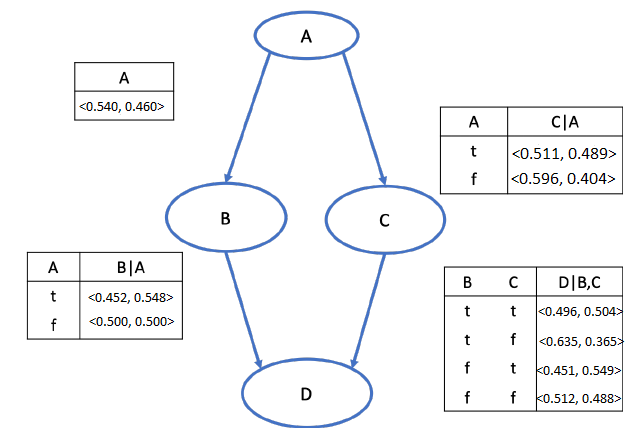 A
A
<0.540, 0.460>
A C|A
t <0.511, 0.489>
f <0.596, 0.404>
B
C
A B|A
t <0.452, 0.548>
f <0.500, 0.500>
B C D|B,C
t t <0.496, 0.504>
t f <0.635, 0.365>
f t <0.451, 0.549>
f f <0.512, 0.488>
D